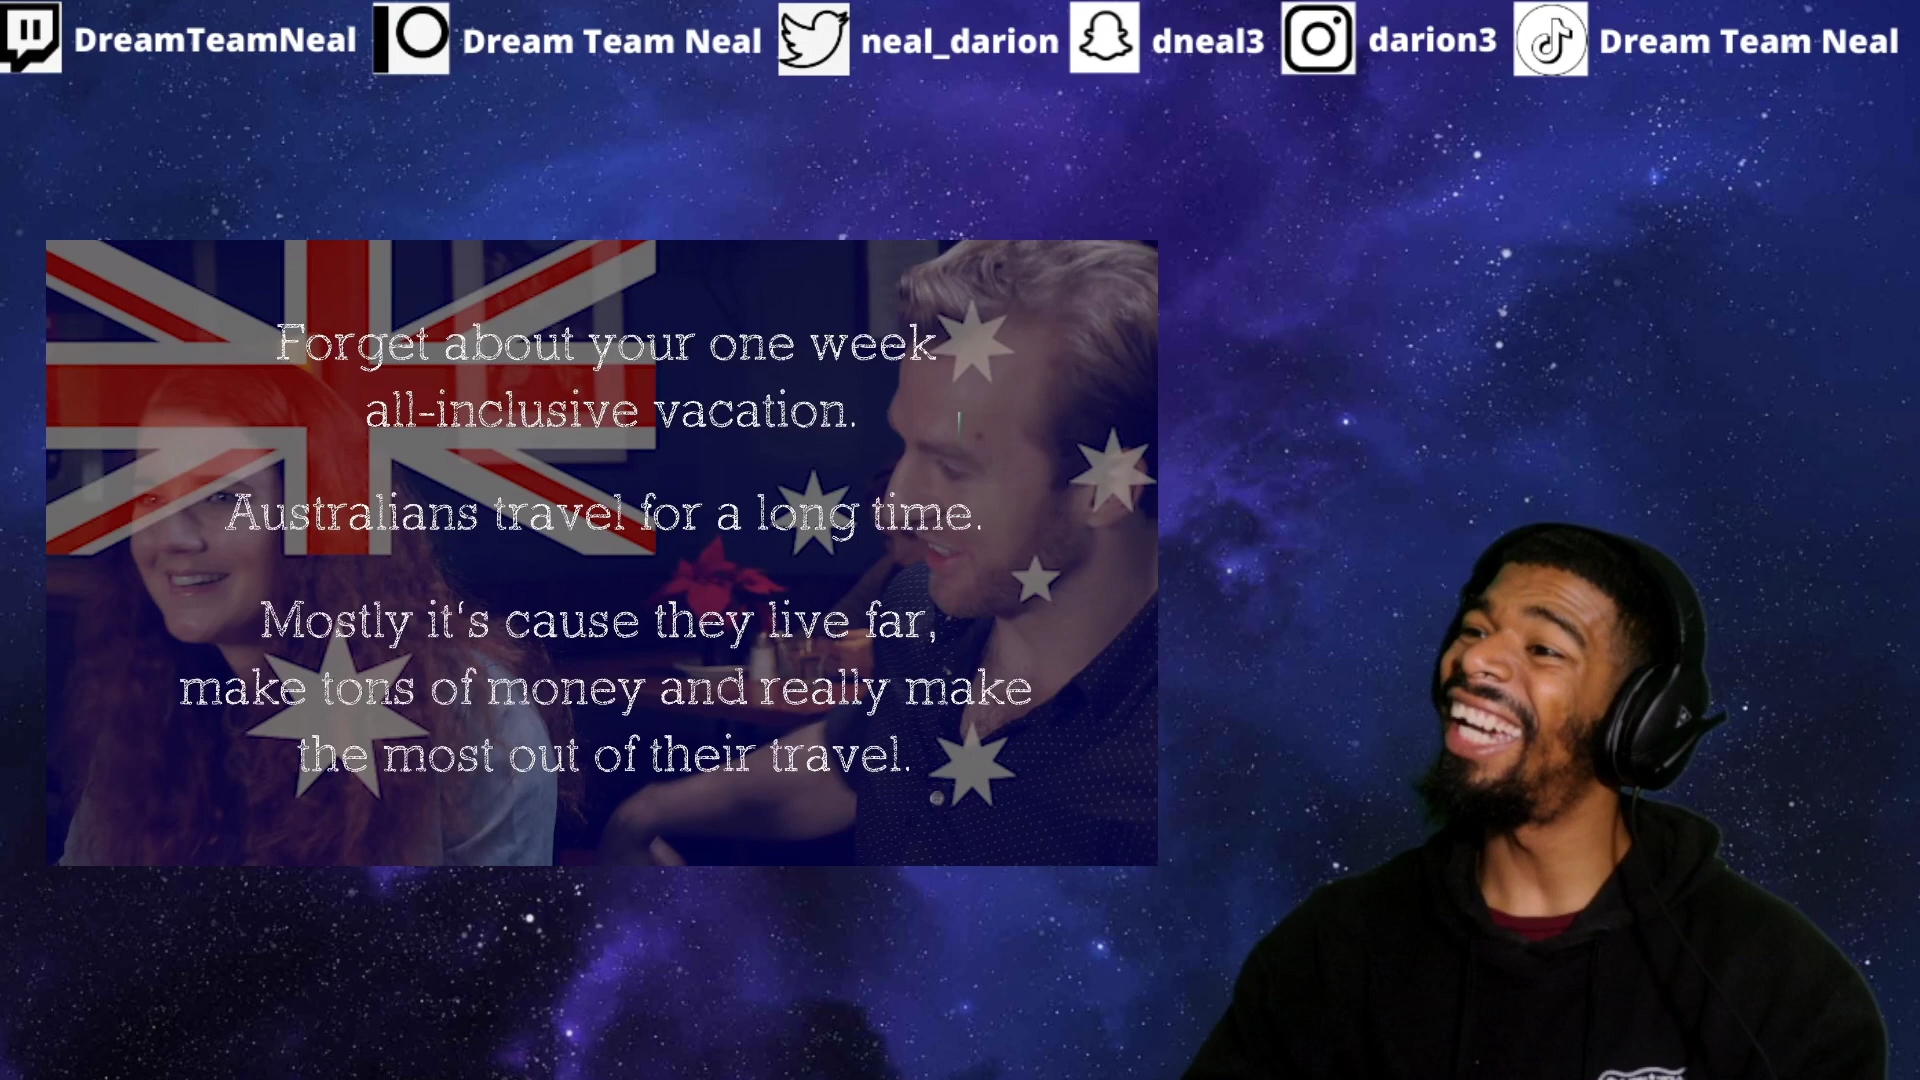 DreamTeamNeal Dream Team Neal neal_darion dneal3 darion3 Dream Team Neal
Forget about your one week
all-inclusive vacation.
Australians travel for a long time.
Mostly it's cause they live far,
make tons of money and really make
the most out of their travel.